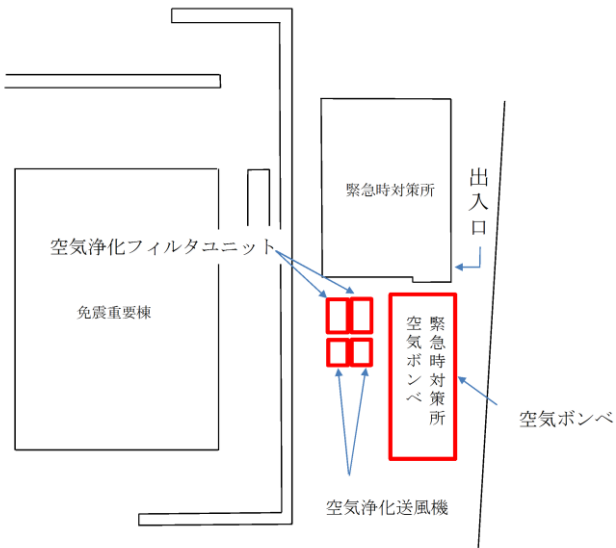 緊急時対策所
出入口
空気浄化フィルタユニット
免震重要棟
緊急時対策所
空気ボンベ
空気ボンベ
空気浄化送風機